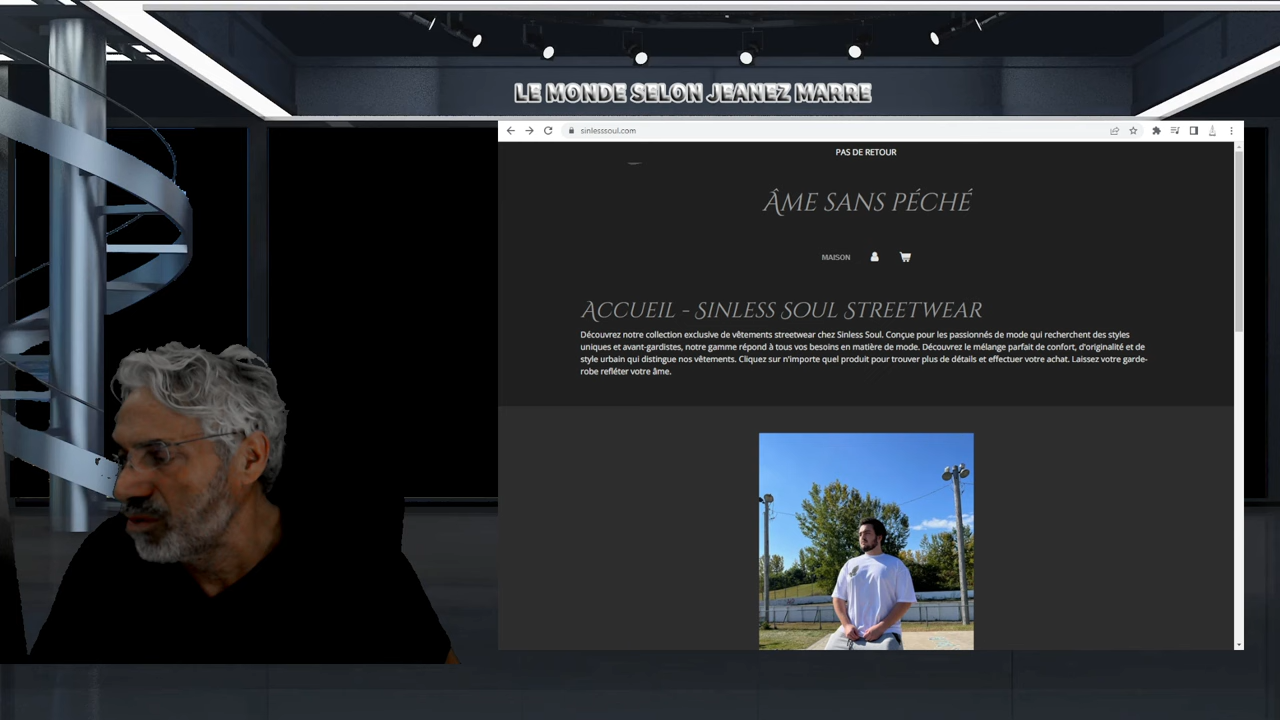 LE MONDE SELON JEANEZ MARRE
sinlesssoul.com
PAS DE RETOUR
ÂME SANS PÉCHÉ
MAISON
ACCUEIL - SINLESS SOUL STREETWEAR
Découvrez notre collection exclusive de vêtements streetwear chez Sinless Soul. Conçue pour les passionnés de mode qui recherchent des styles
uniques et avant-gardistes, notre gamme répond à tous vos besoins en matière de mode. Découvrez le mélange parfait de confort, d'originalité et de
style urbain qui distingue nos vêtements. Cliquez sur n'importe quel produit pour trouver plus de détails et effectuer votre achat. Laissez votre garde-
robe refléter votre âme.